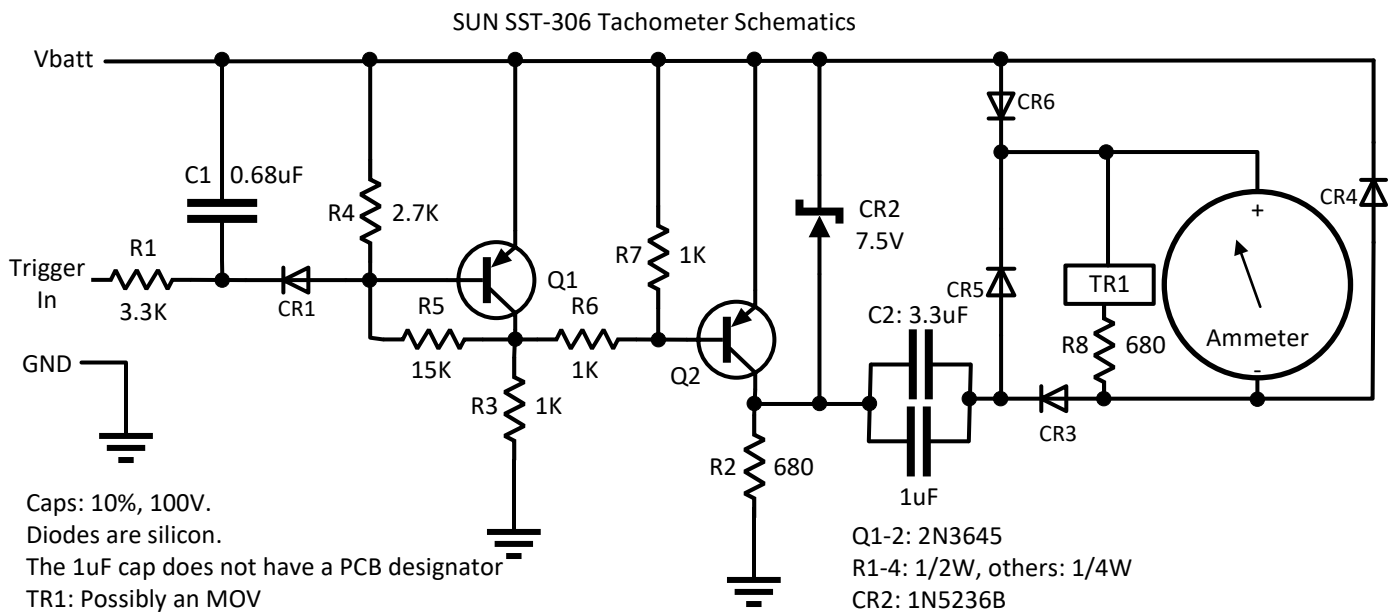 SUN SST-306 Tachometer Schematics
Vbatt
CR6
C1 0.68uF
R4 2.7K
CR2
7.5V
CR4
+
R1
R7 1K
Trigger
In
3.3K
CR1
Q1
CR5
TR1
R5
R6
C2: 3.3uF
R8 680
Ammeter
GND
15K
1K
Q2
-
R3 1K
CR3
R2 680
1uF
Caps: 10%, 100V.
Diodes are silicon.
The 1uF cap does not have a PCB designator
TR1: Possibly an MOV
Q1-2: 2N3645
R1-4: 1/2W, others: 1/4W
CR2: 1N5236B